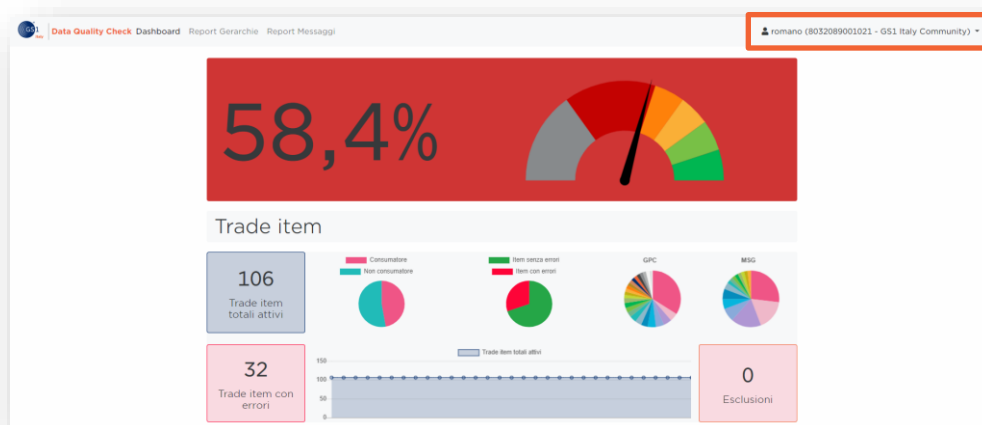 GS1 Italy Data Quality Check Dashboard Report Gerarchie Report Messaggi romano (8032089001021 - GS1 Italy Community)
58,4%
Trade item
106
Trade item
totali attivi
Consumatore
Non consumatore
Item senza errori
Item con errori
GPC
MSG
32
Trade item con
errori
Trade item totali attivi
150
100
50
0
0
Esclusioni